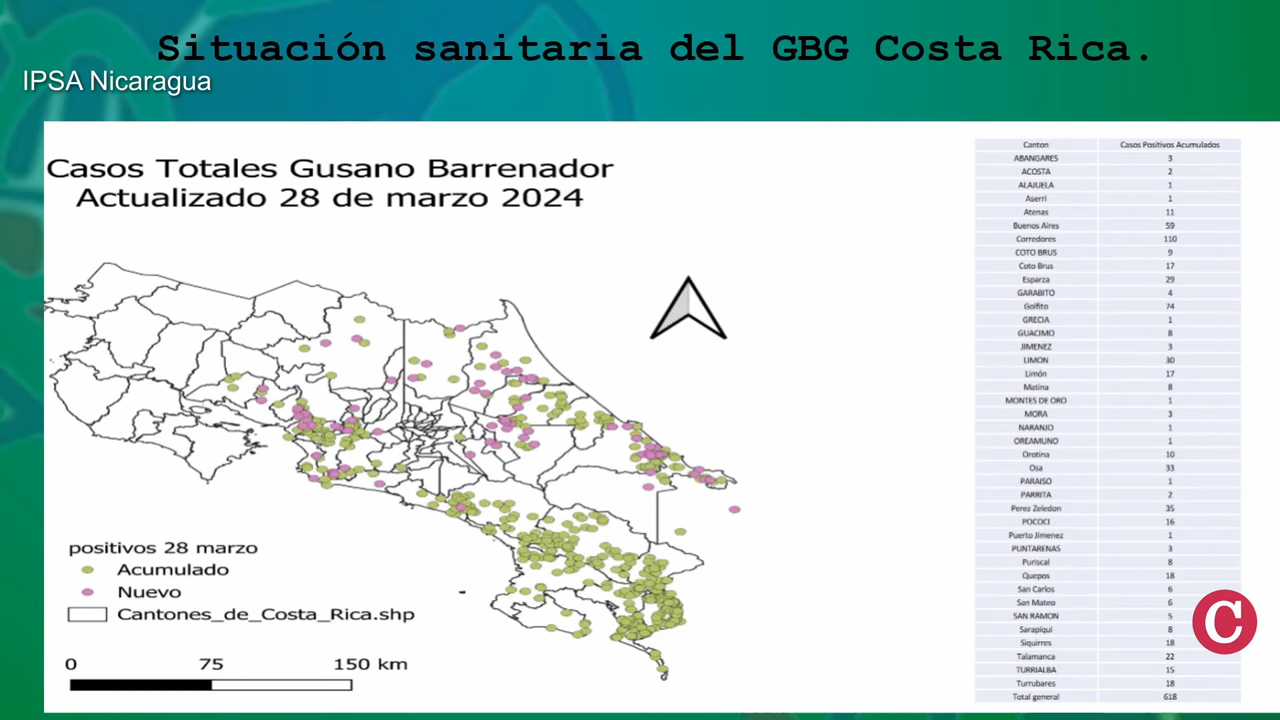 Situación sanitaria del GBG Costa Rica.
IPSA Nicaragua
Casos Totales Gusano Barrenador
Actualizado 28 de marzo 2024
positivos 28 marzo
Acumulado
Nuevo
Cantones_de_Costa_Rica.shp
0 75 150 km
Canton Casos Positivos Acumulados
ABANGARES 3
ACOSTA 2
ALAJUELA 1
Aserrí 1
Atenas 11
Buenos Aires 59
Corredores 110
COTO BRUS 9
Coto Brus 17
Esparza 29
GARABITO 4
Golfito 74
GRECIA 1
GUACIMO 8
JIMENEZ 3
LIMON 30
Limón 17
Matina 8
MONTES DE ORO 1
MORA 3
NARANJO 1
OREAMUNO 1
Orotina 10
Osa 33
PARAISO 1
PARRITA 2
Perez Zeledon 35
POCOCI 16
Puerto Jimenez 1
PUNTARENAS 3
Puriscal 8
Quepos 18
San Carlos 6
San Mateo 6
SAN RAMON 5
Sarapiqui 8
Siquirres 18
Talamanca 22
TURRIALBA 15
Turrubares 18
Total general 618
C